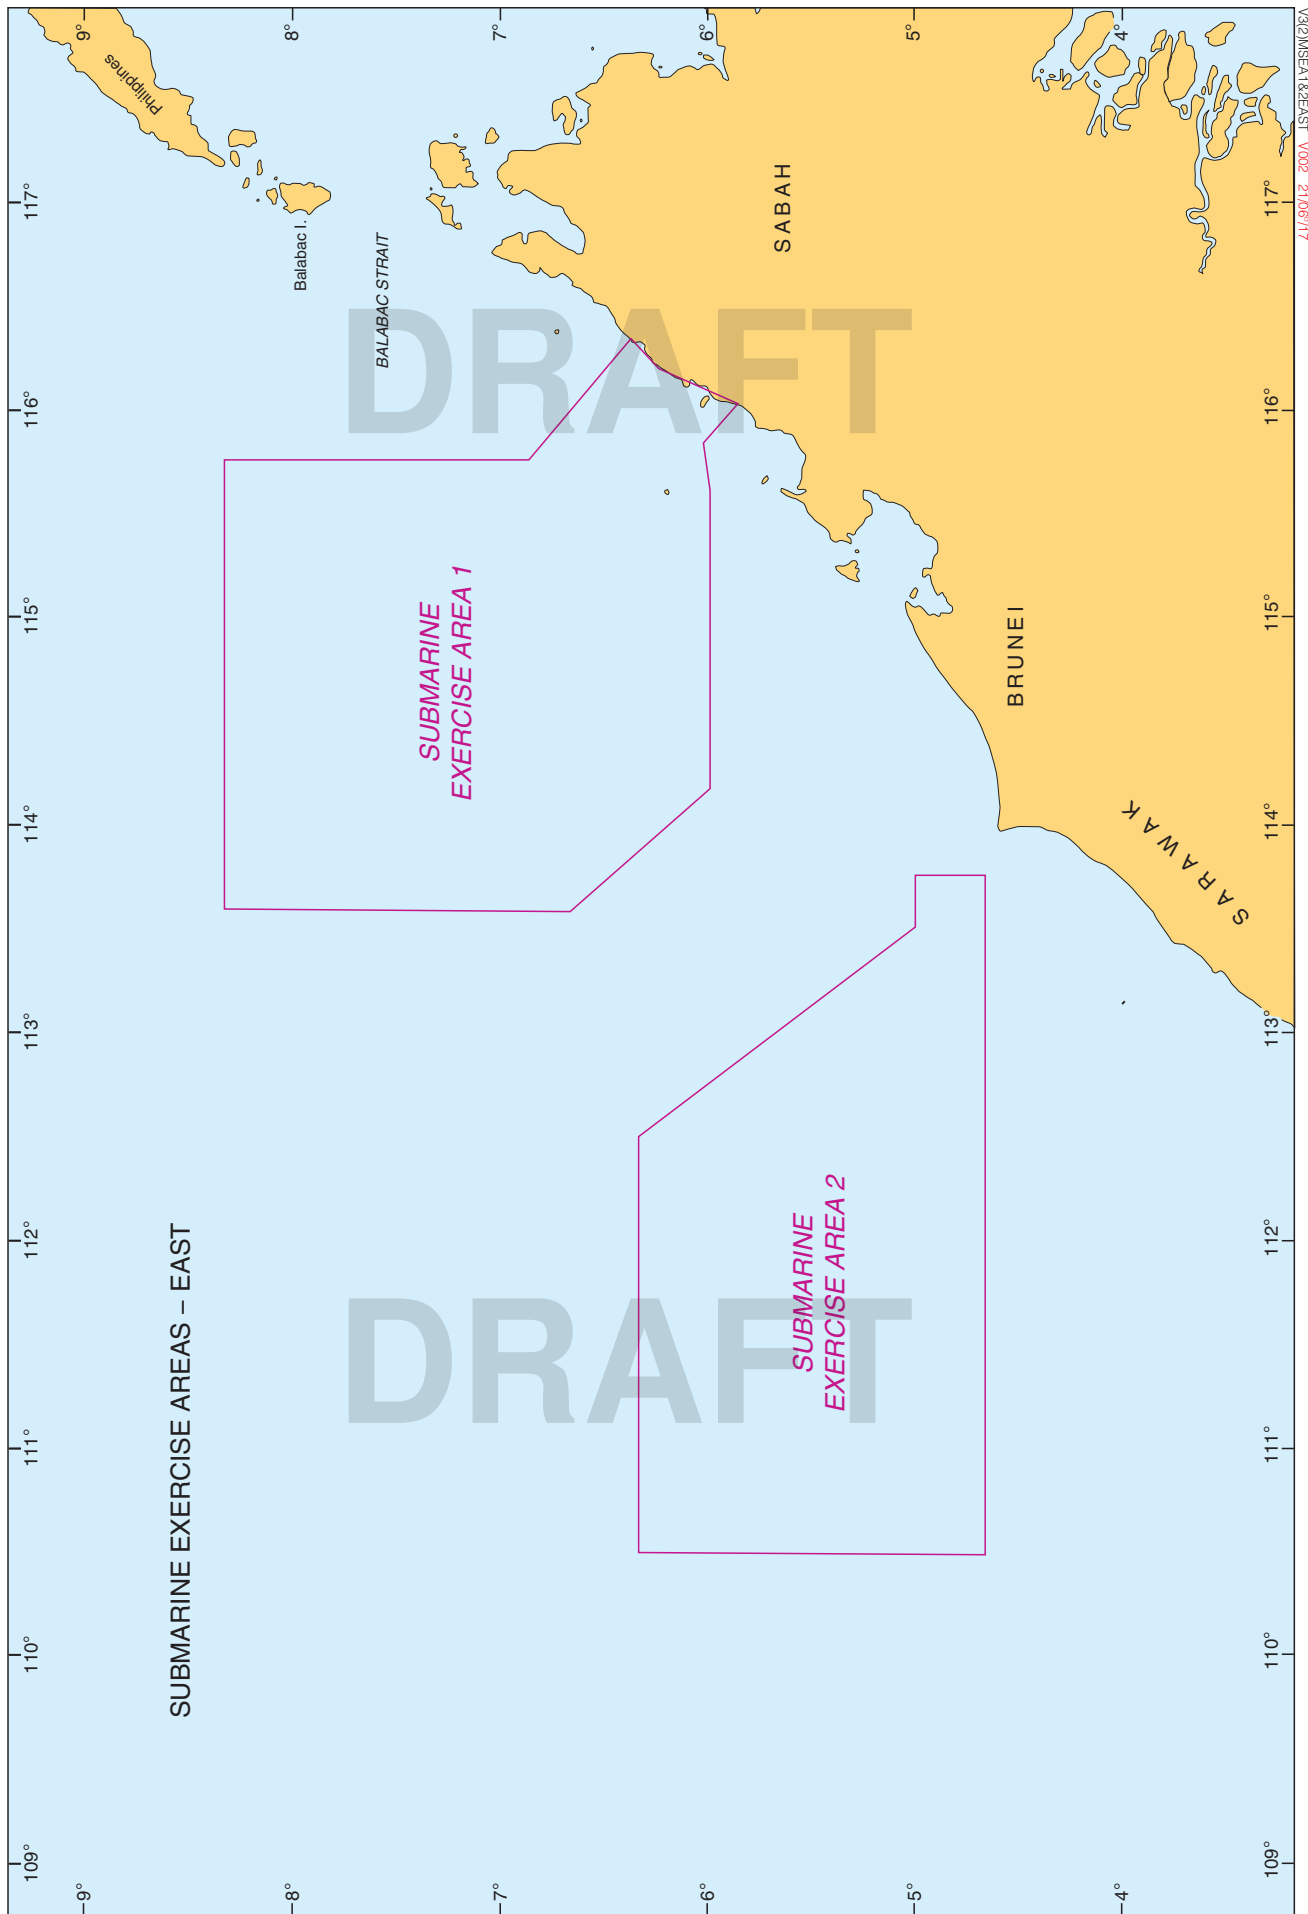 SUBMARINE EXERCISE AREAS – EAST
109°
110°
111°
112°
113°
114°
115°
116°
117°
9°
8°
7°
6°
5°
4°
9°
8°
7°
6°
5°
4°
109°
110°
111°
112°
113°
114°
115°
116°
117°
Philippines
Balabac I.
BALABAC STRAIT
SUBMARINE
EXERCISE AREA 1
SUBMARINE
EXERCISE AREA 2
SABAH
BRUNEI
SARAWAK
DRAFT
DRAFT
V3(2)MSEA1&2EAST V002 21/06°/17